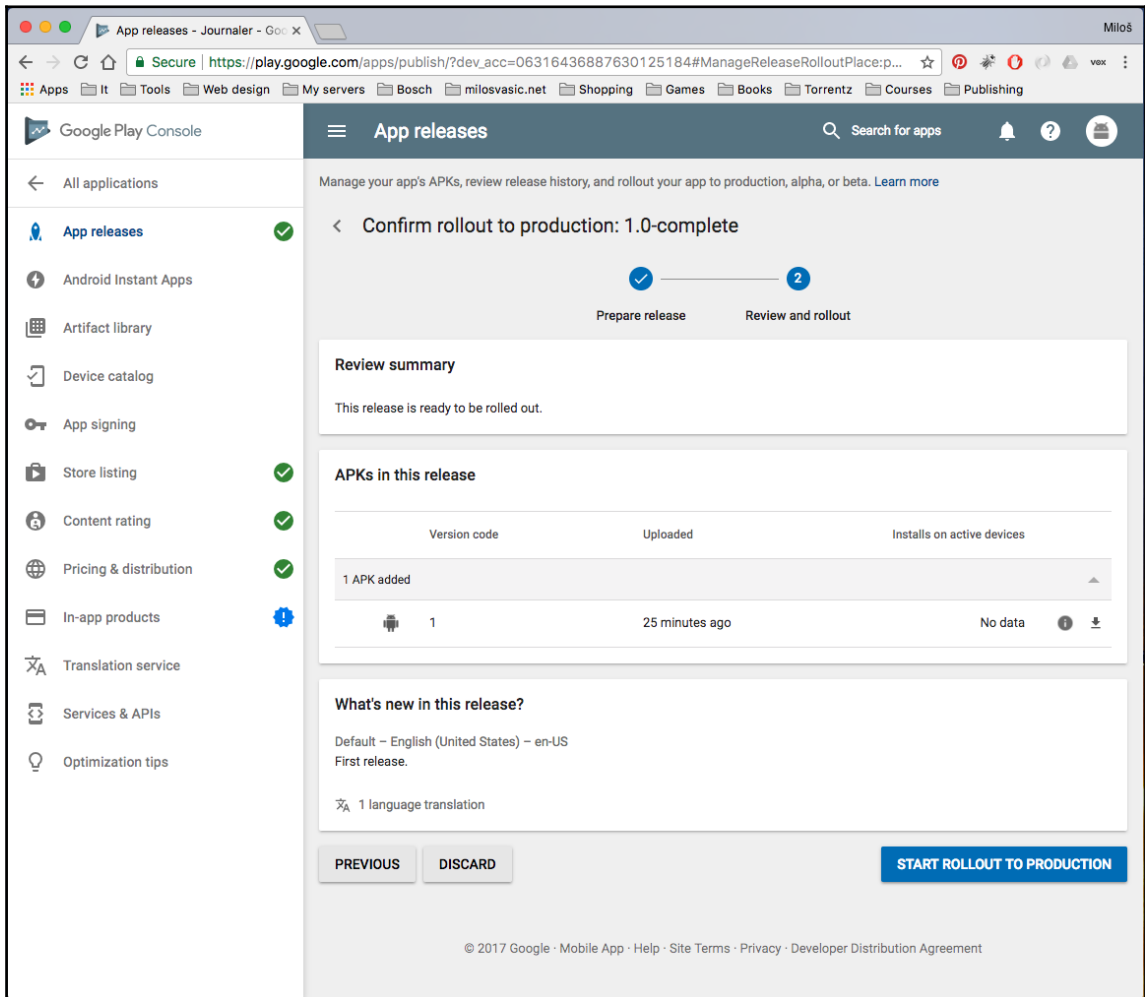 App releases - Journaler - Goo
Miloš
Secure https://play.google.com/apps/publish/?dev_acc=06316436887630125184#ManageReleaseRolloutPlace:p...
vox
Apps It Tools Web design My servers Bosch milosvasic.net Shopping Games Books Torrentz Courses Publishing
Google Play Console
App releases
Search for apps
All applications
App releases
Android Instant Apps
Artifact library
Device catalog
App signing
Store listing
Content rating
Pricing & distribution
In-app products
Translation service
Services & APIs
Optimization tips
Manage your app's APKs, review release history, and rollout your app to production, alpha, or beta. Learn more
Confirm rollout to production: 1.0-complete
2
Prepare release Review and rollout
Review summary
This release is ready to be rolled out.
APKs in this release
Version code Uploaded Installs on active devices
1 APK added
1 25 minutes ago No data
What's new in this release?
Default – English (United States) – en-US
First release.
1 language translation
PREVIOUS DISCARD START ROLLOUT TO PRODUCTION
© 2017 Google · Mobile App · Help · Site Terms · Privacy · Developer Distribution Agreement